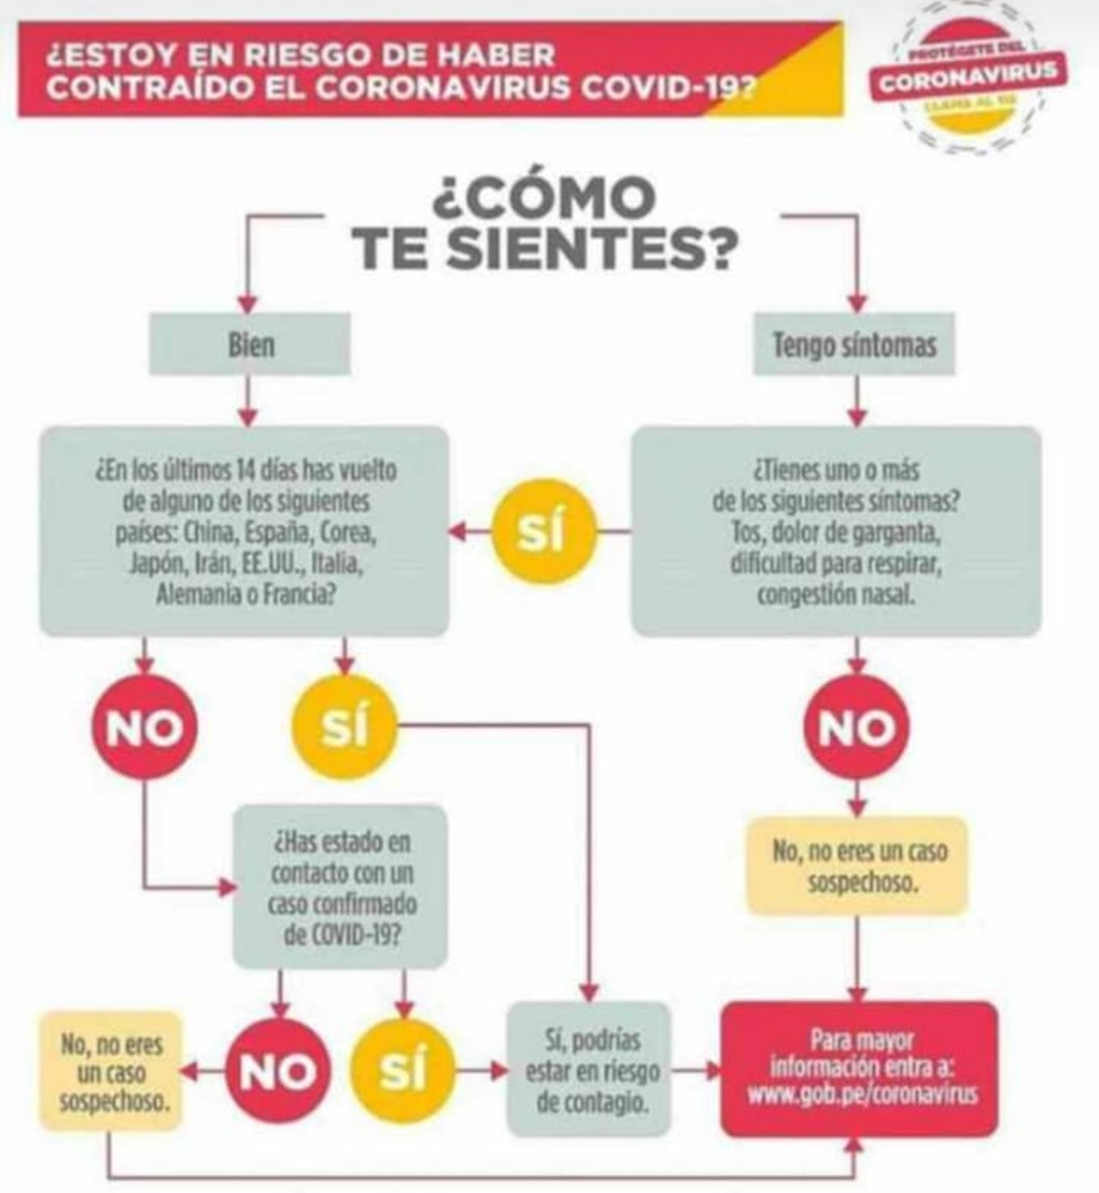 ¿ESTOY EN RIESGO DE HABER
CONTRAÍDO EL CORONAVIRUS COVID-19?
PROTÉGETE DEL
CORONAVIRUS
LLAMA AL 113
¿CÓMO
TE SIENTES?
Bien
Tengo síntomas
¿En los últimos 14 días has vuelto
de alguno de los siguientes
países: China, España, Corea,
Japón, Irán, EE.UU., Italia,
Alemania o Francia?
SÍ
¿Tienes uno o más
de los siguientes síntomas?
Tos, dolor de garganta,
dificultad para respirar,
congestión nasal.
NO
SÍ
NO
¿Has estado en
contacto con un
caso confirmado
de COVID-19?
No, no eres un caso
sospechoso.
No, no eres
un caso
sospechoso.
NO
SÍ
Sí, podrías
estar en riesgo
de contagio.
Para mayor
información entra a:
www.gob.pe/coronavirus